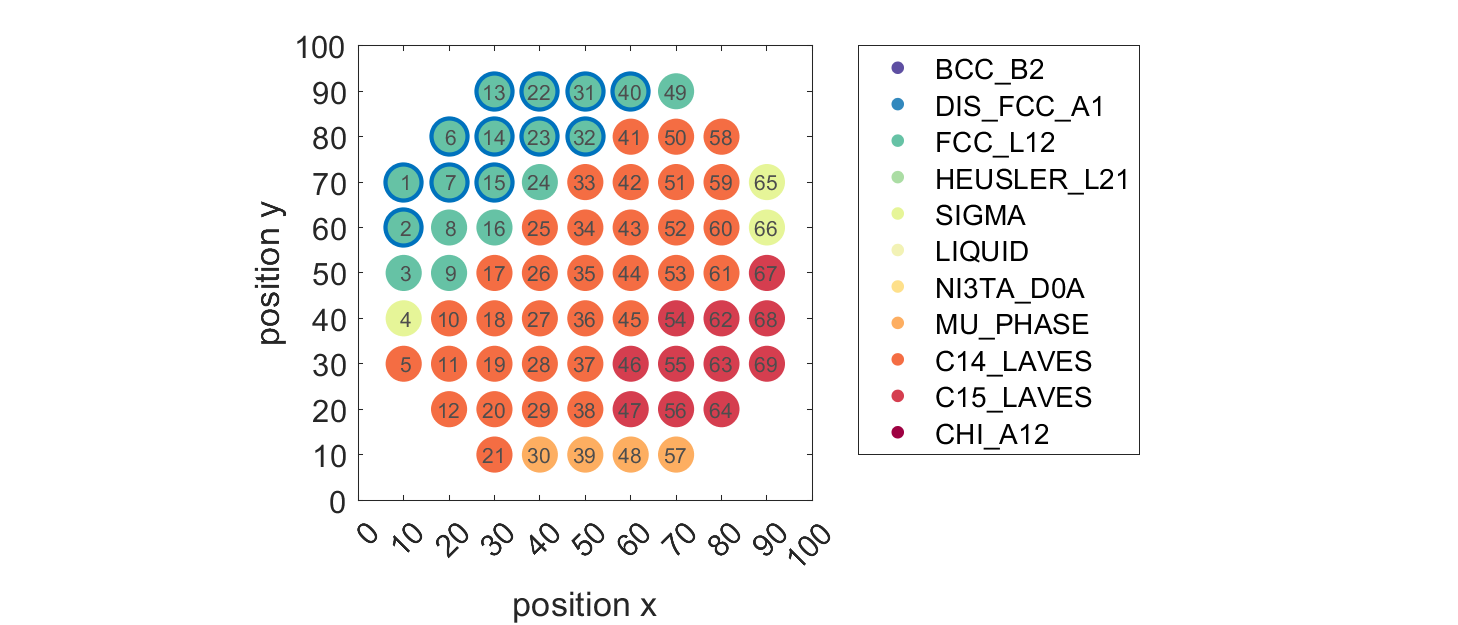 100
90 13 22 31 40 49
80 6 14 23 32 41 50 58
70 1 7 15 24 33 42 51 59 65
60 2 8 16 25 34 43 52 60 66
50 3 9 17 26 35 44 53 61 67
40 4 10 18 27 36 45 54 62 68
30 5 11 19 28 37 46 55 63 69
20 12 20 29 38 47 56 64
10 21 30 39 48 57
0
0 10 20 30 40 50 60 70 80 90 100
position x
position y
BCC_B2
DIS_FCC_A1
FCC_L12
HEUSLER_L21
SIGMA
LIQUID
NI3TA_D0A
MU_PHASE
C14_LAVES
C15_LAVES
CHI_A12